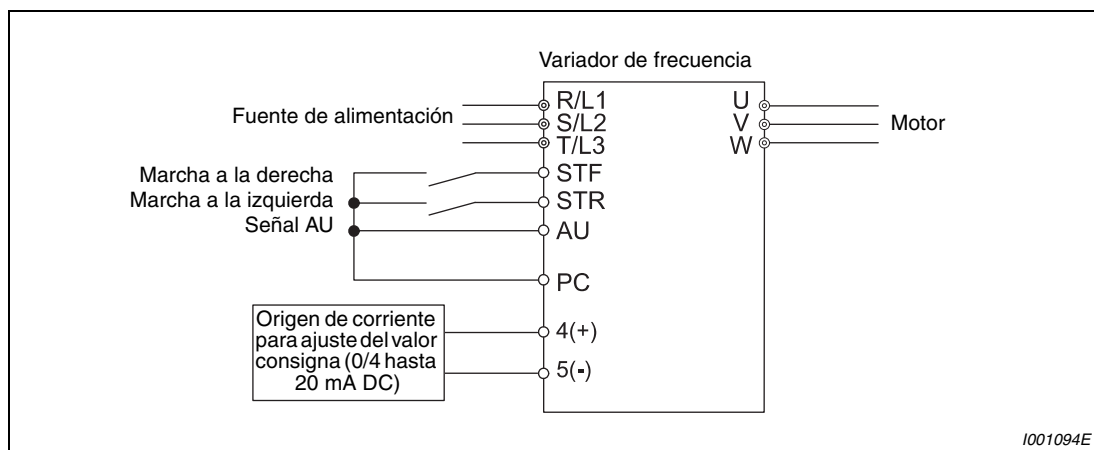 Variador de frecuencia
Fuente de alimentación
R/L1
S/L2
T/L3
U
V
W
Motor
Marcha a la derecha
STF
Marcha a la izquierda
STR
Señal AU
AU
PC
Origen de corriente
para ajuste del valor
consigna (0/4 hasta
20 mA DC)
4(+)
5(-)
I001094E